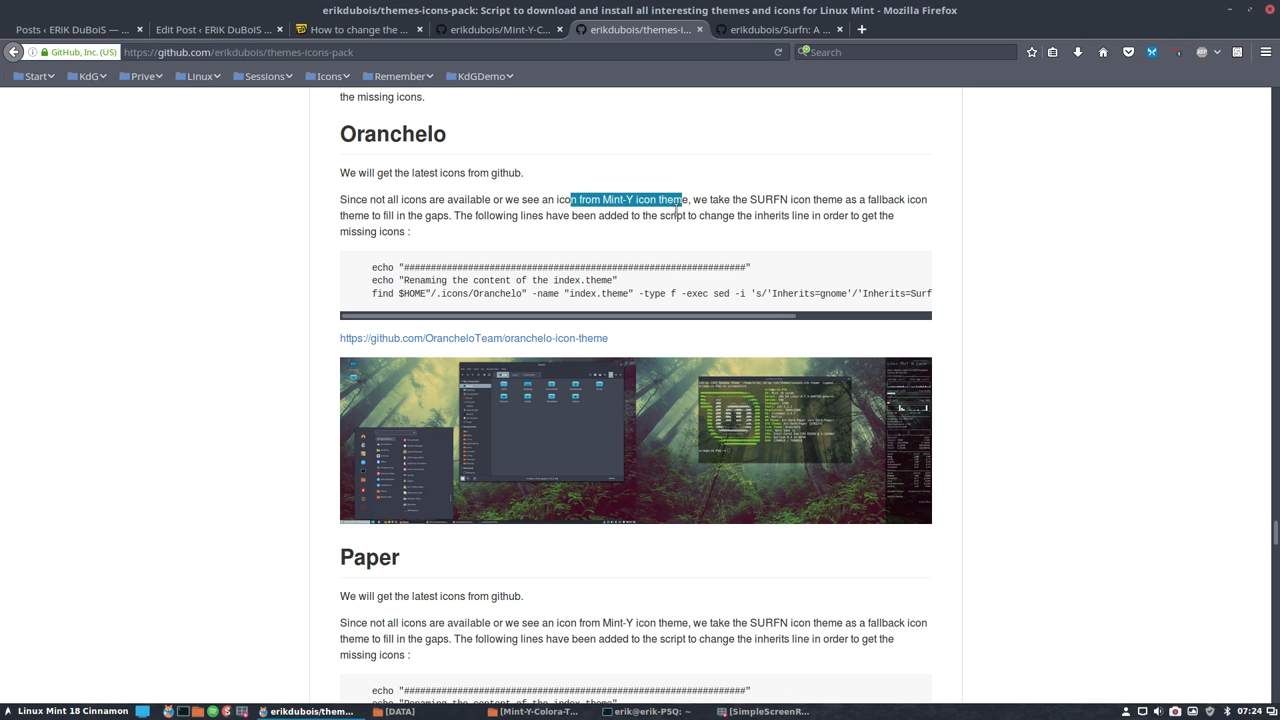 erikdubois/themes-icons-pack: Script to download and install all interesting themes and icons for Linux Mint - Mozilla Firefox
Posts ‹ ERIK DUBOIS — ... ×
Edit Post ‹ ERIK DUBOIS ... ×
How to change the ... ×
erikdubois/Mint-Y-C... ×
erikdubois/themes-i... ×
erikdubois/Surfn: A ... ×
GitHub, Inc. (US)
https://github.com/erikdubois/themes-icons-pack
Search
Start
KdG
Prive
Linux
Sessions
Icons
Remember
KdGDemo
the missing icons.
Oranchelo
We will get the latest icons from github.
Since not all icons are available or we see an icon from Mint-Y icon theme, we take the SURFN icon theme as a fallback icon
theme to fill in the gaps. The following lines have been added to the script to change the inherits line in order to get the
missing icons :
echo "################################################################"
echo "Renaming the content of the index.theme"
find $HOME"/.icons/Oranchelo" -name "index.theme" -type f -exec sed -i 's/'Inherits=gnome'/'Inherits=Surf
https://github.com/OrancheloTeam/oranchelo-icon-theme
Paper
We will get the latest icons from github.
Since not all icons are available or we see an icon from Mint-Y icon theme, we take the SURFN icon theme as a fallback icon
theme to fill in the gaps. The following lines have been added to the script to change the inherits line in order to get the
missing icons :
echo "################################################################"
Linux Mint 18 Cinnamon
erikdubois/them...
[DATA]
[Mint-Y-Colora-T...
erik@erik-P5Q: ~
[SimpleScreenR...
07:24